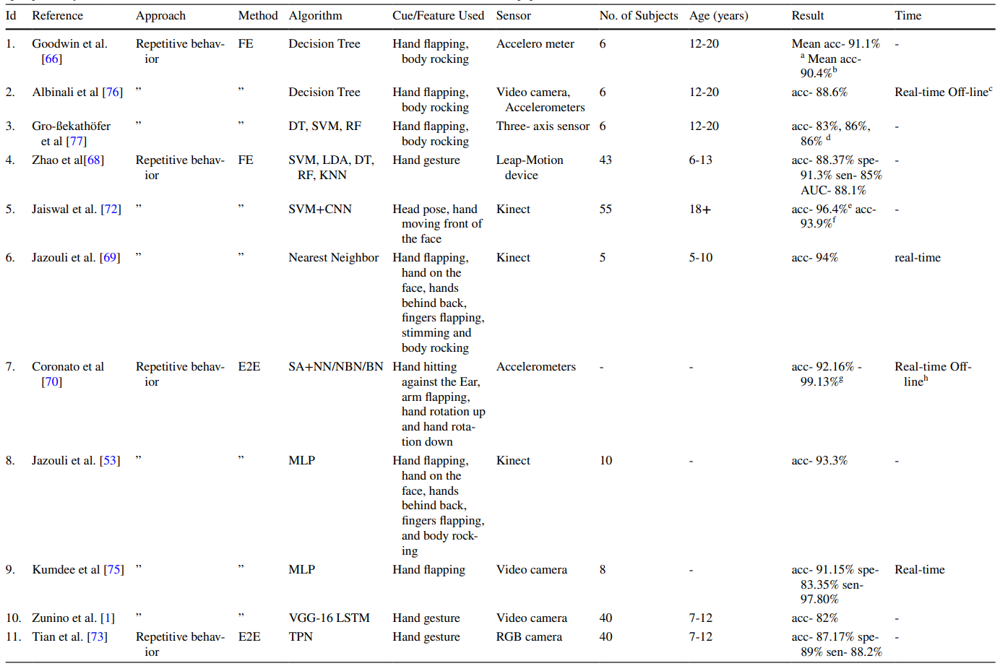 Id Reference Approach Method Algorithm Cue/Feature Used Sensor No. of Subjects Age (years) Result Time
1. Goodwin et al. Repetitive behav- FE Decision Tree Hand flapping, Accelero meter 6 12-20 Mean acc- 91.1% -
[66] ior body rocking a Mean acc-
90.4%b
2. Albinali et al [76] ” ” Decision Tree Hand flapping, Video camera, 6 12-20 acc- 88.6% Real-time Off-linec
body rocking Accelerometers
3. Gro-ßekathöfer ” ” DT, SVM, RF Hand flapping, Three- axis sensor 6 12-20 acc- 83%, 86%, -
et al [77] body rocking 86% d
4. Zhao et al[68] Repetitive behav- FE SVM, LDA, DT, Hand gesture Leap-Motion 43 6-13 acc- 88.37% spe- -
ior RF, KNN device 91.3% sen- 85%
AUC- 88.1%
5. Jaiswal et al. [72] ” ” SVM+CNN Head pose, hand Kinect 55 18+ acc- 96.4%e acc- -
moving front of 93.9%f
the face
6. Jazouli et al. [69] ” ” Nearest Neighbor Hand flapping, Kinect 5 5-10 acc- 94% real-time
hand on the
face, hands
behind back,
fingers flapping,
stimming and
body rocking
7. Coronato et al Repetitive behav- E2E SA+NN/NBN/BN Hand hitting Accelerometers - - acc- 92.16% - Real-time Off-
[70] ior against the Ear, 99.13%g lineh
arm flapping,
hand rotation up
and hand rota-
tion down
8. Jazouli et al. [53] ” ” MLP Hand flapping, Kinect 10 - acc- 93.3% -
hand on the
face, hands
behind back,
fingers flapping,
and body rock-
ing
9. Kumdee et al [75] ” ” MLP Hand flapping Video camera 8 - acc- 91.15% spe- Real-time
83.35% sen-
97.80%
10. Zunino et al. [1] ” ” VGG-16 LSTM Hand gesture Video camera 40 7-12 acc- 82% -
11. Tian et al. [73] Repetitive behav- E2E TPN Hand gesture RGB camera 40 7-12 acc- 87.17% spe- -
ior 89% sen- 88.2%